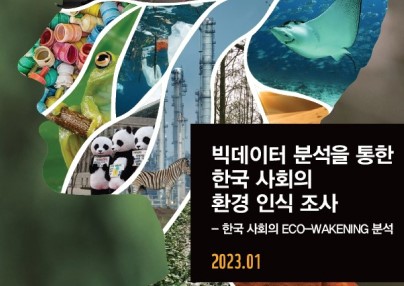 빅데이터 분석을 통한
한국 사회의
환경 인식 조사
- 한국 사회의 ECO-WAKENING 분석
2023.01